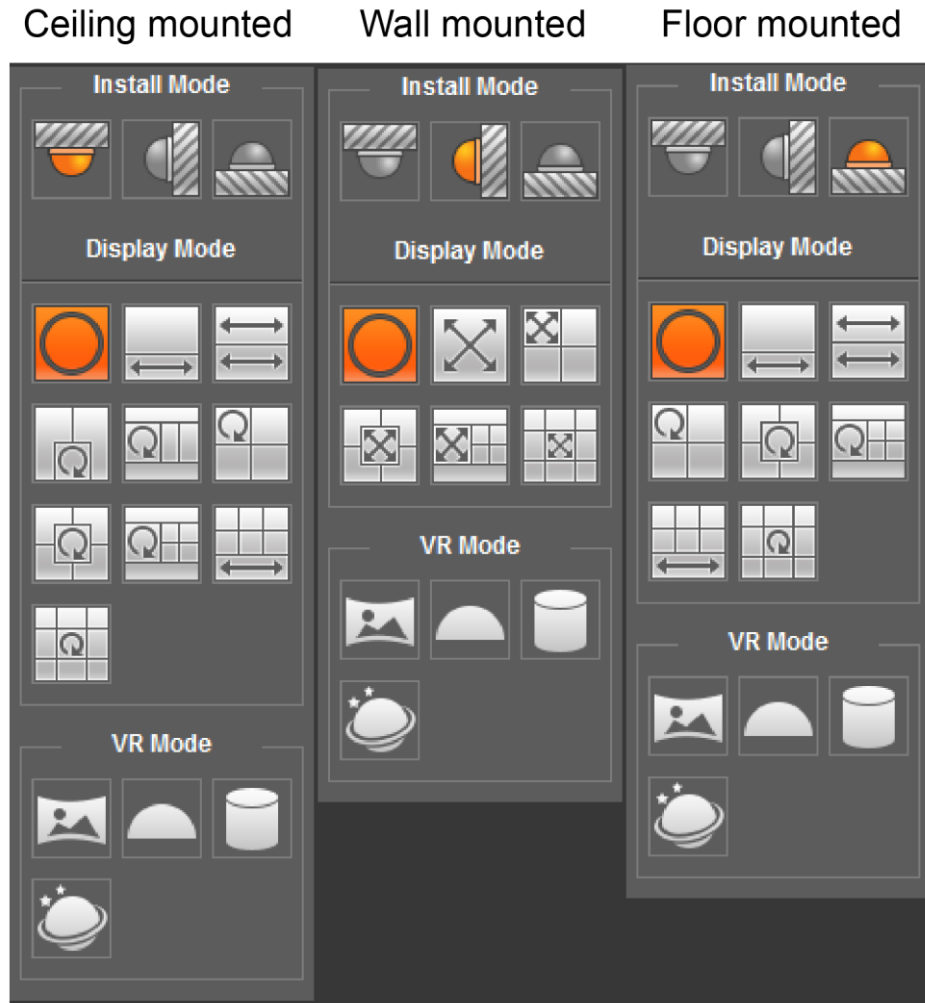 Ceiling mounted
Wall mounted
Floor mounted
Install Mode
Display Mode
VR Mode
Install Mode
Display Mode
VR Mode
Install Mode
Display Mode
VR Mode